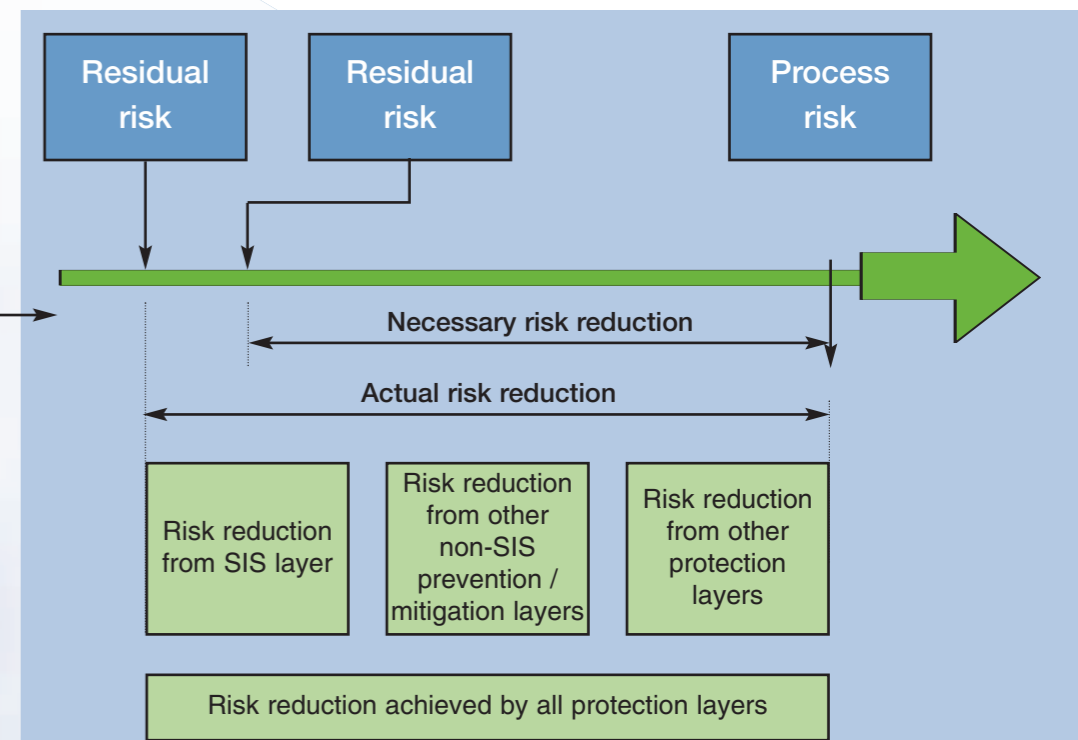 Residual
risk
Residual
risk
Process
risk
Necessary risk reduction
Actual risk reduction
Risk reduction
from SIS layer
Risk reduction
from other
non-SIS
prevention /
mitigation layers
Risk reduction
from other
protection
layers
Risk reduction achieved by all protection layers